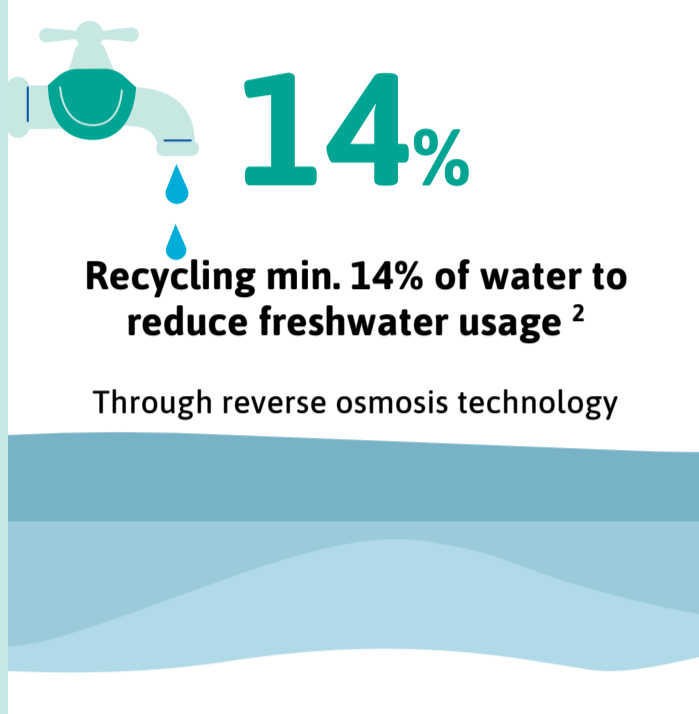 14%
Recycling min. 14% of water to
reduce freshwater usage ²
Through reverse osmosis technology